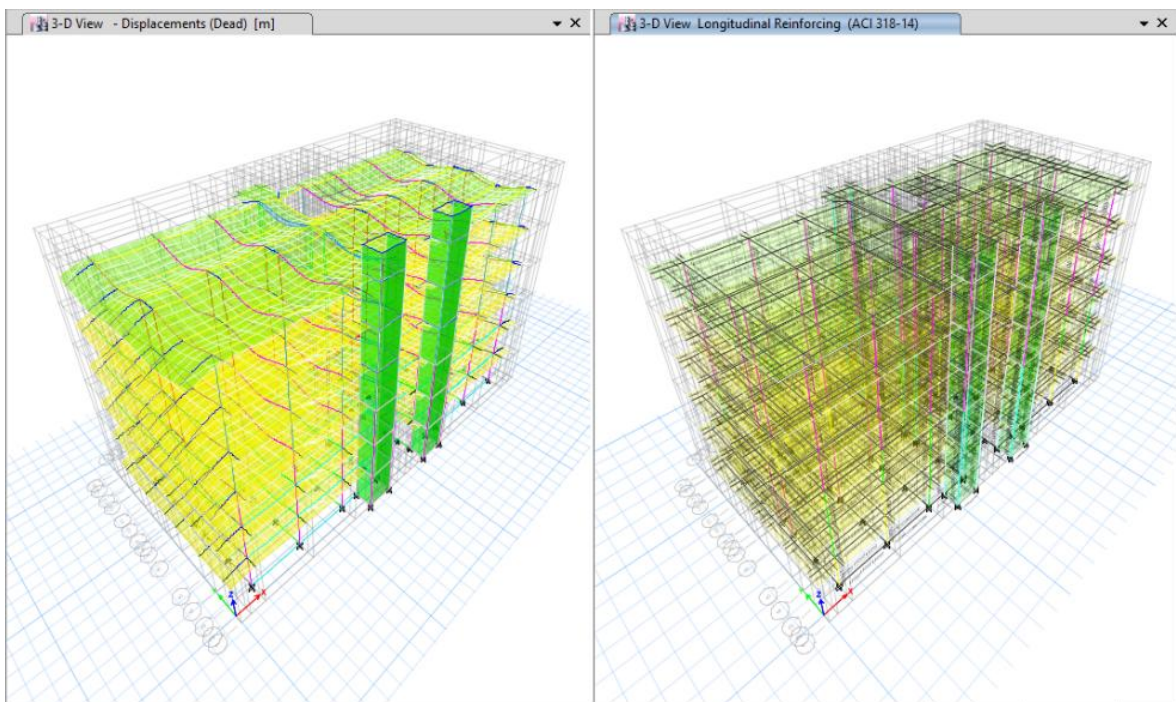 3-D View - Displacements (Dead) [m]
3-D View Longitudinal Reinforcing (ACI 318-14)
Z
X
Z
X